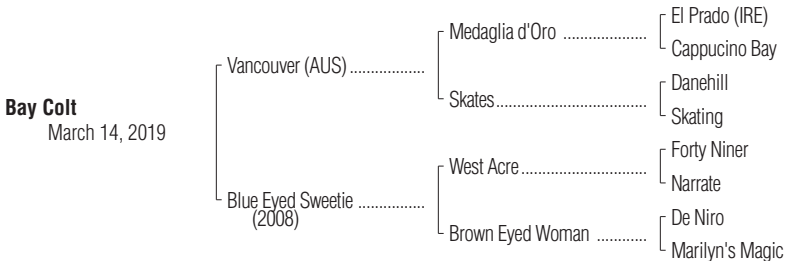 El Prado (IRE)
Medaglia d'Oro ....................
Cappucino Bay
Vancouver (AUS) ..................
Danehill
Skates....................................
Skating
Bay Colt
March 14, 2019
Forty Niner
West Acre..............................
Narrate
Blue Eyed Sweetie ................
(2008)
De Niro
Brown Eyed Woman ............
Marilyn's Magic